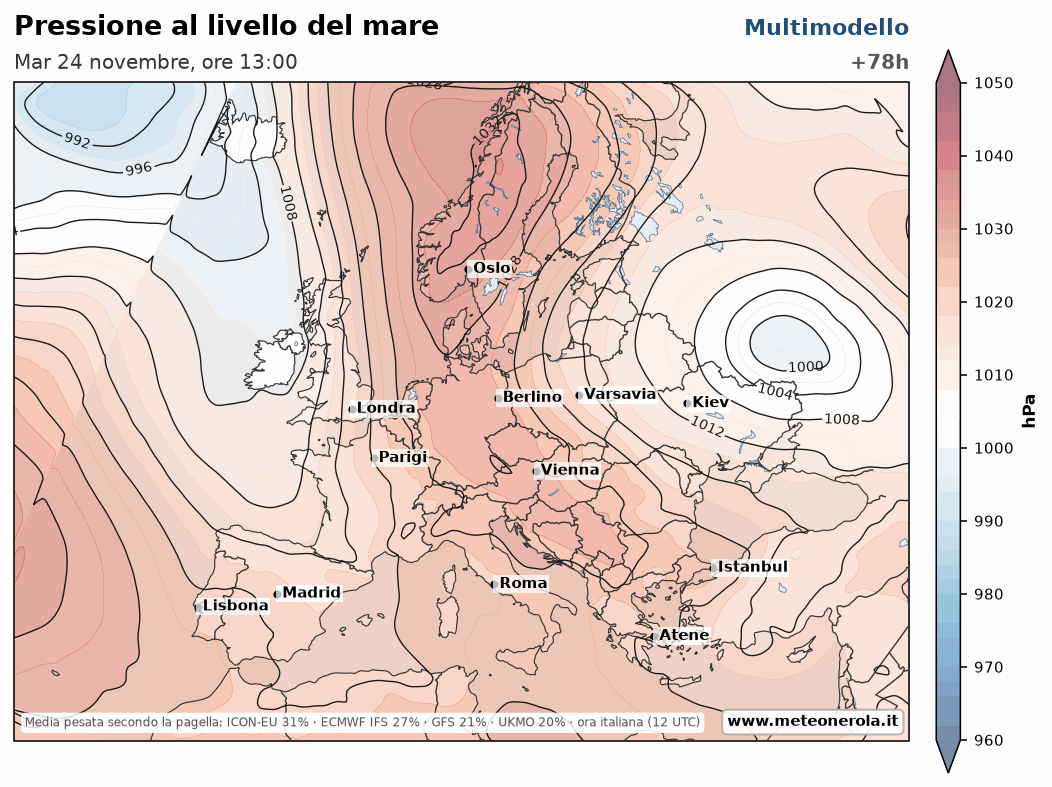 Pressione al livello del mare
Multimodello
Mar 24 novembre, ore 13:00
+78h
992
996
1008
Oslo
Londra
Berlino
Varsavia
Kiev
Parigi
Vienna
1000
1004
1008
1012
Istanbul
Roma
Madrid
Lisbona
Atene
Media pesata secondo la pagella: ICON-EU 31% · ECMWF IFS 27% · GFS 21% · UKMO 20% · ora italiana (12 UTC)
www.meteonerola.it
1050
1040
1030
1020
1010
1000
990
980
970
960
hPa